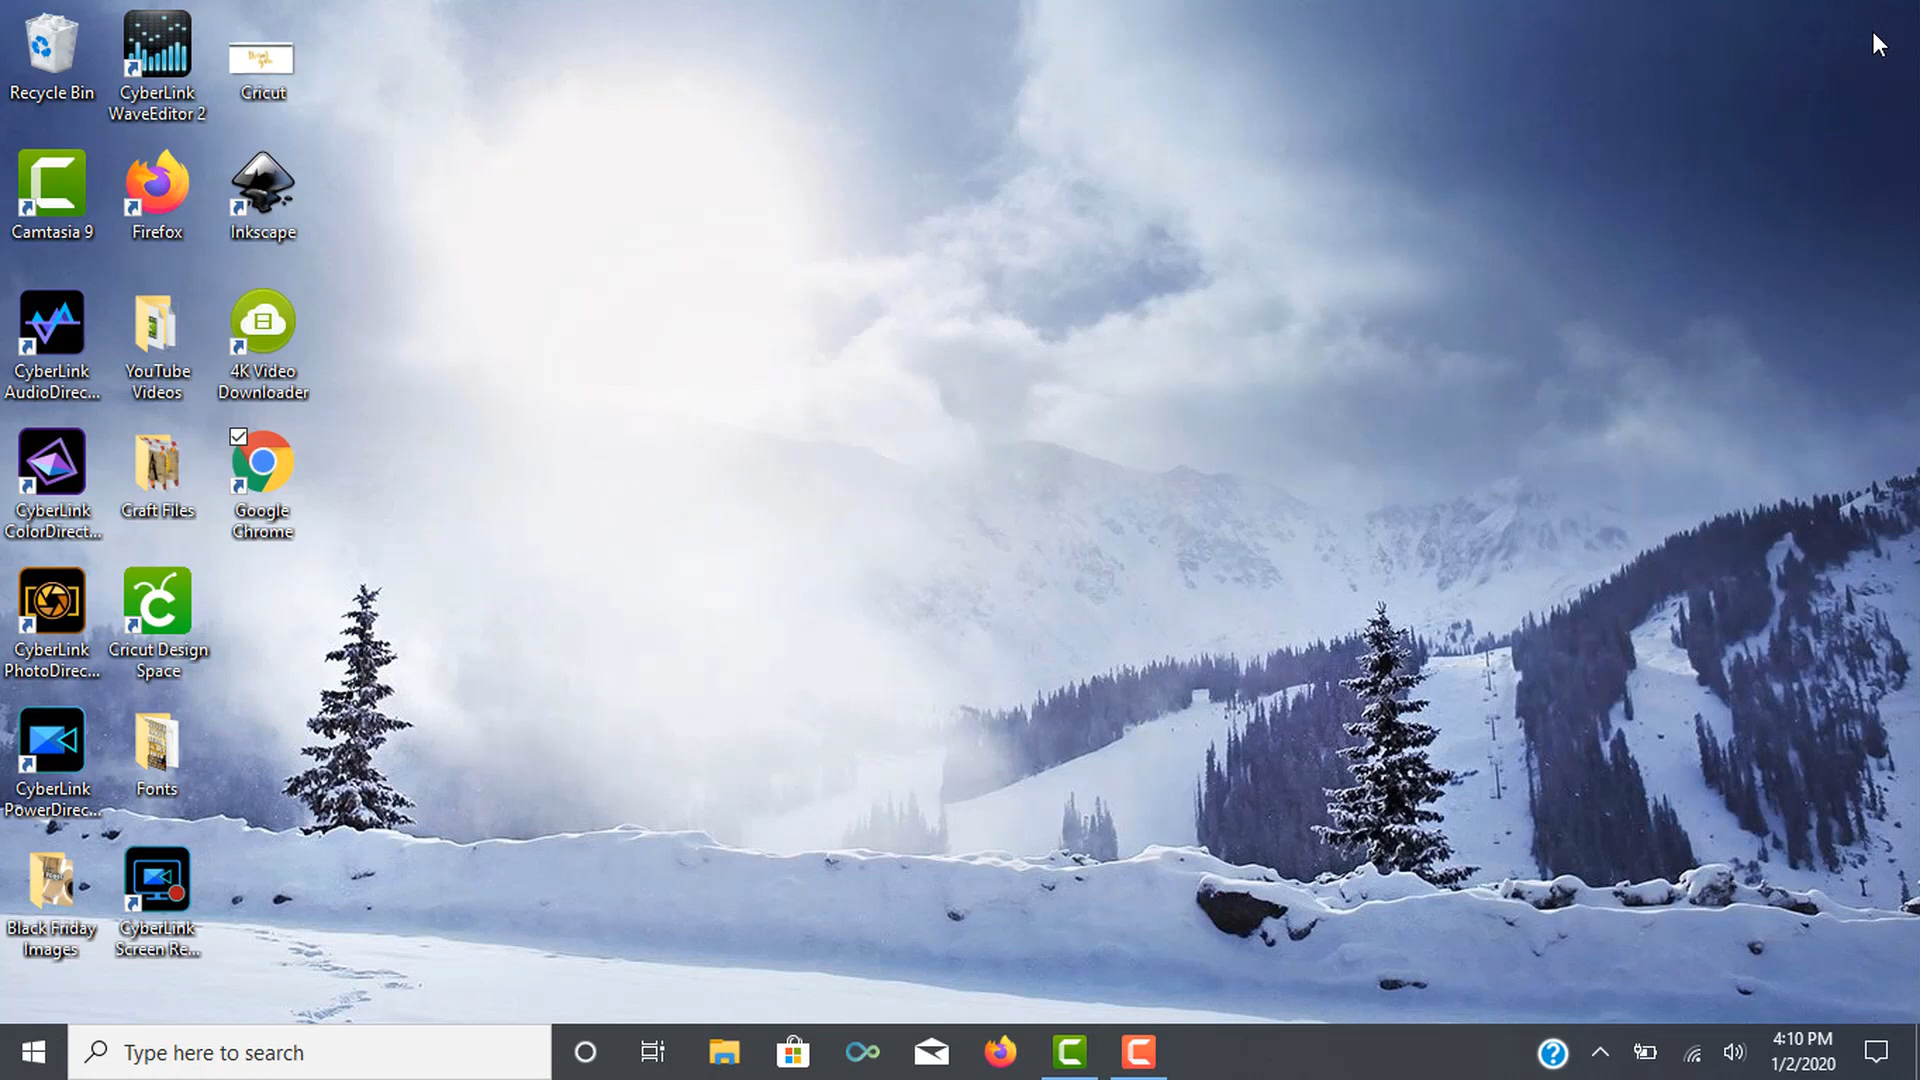 Recycle Bin
CyberLink
WaveEditor 2
Cricut
Camtasia 9
Firefox
Inkscape
CyberLink
AudioDirec...
YouTube
Videos
4K Video
Downloader
CyberLink
ColorDirect...
Craft Files
Google
Chrome
CyberLink
PhotoDirec...
Cricut Design
Space
CyberLink
PowerDirec...
Fonts
Black Friday
Images
CyberLink
Screen Re...
Type here to search
4:10 PM
1/2/2020